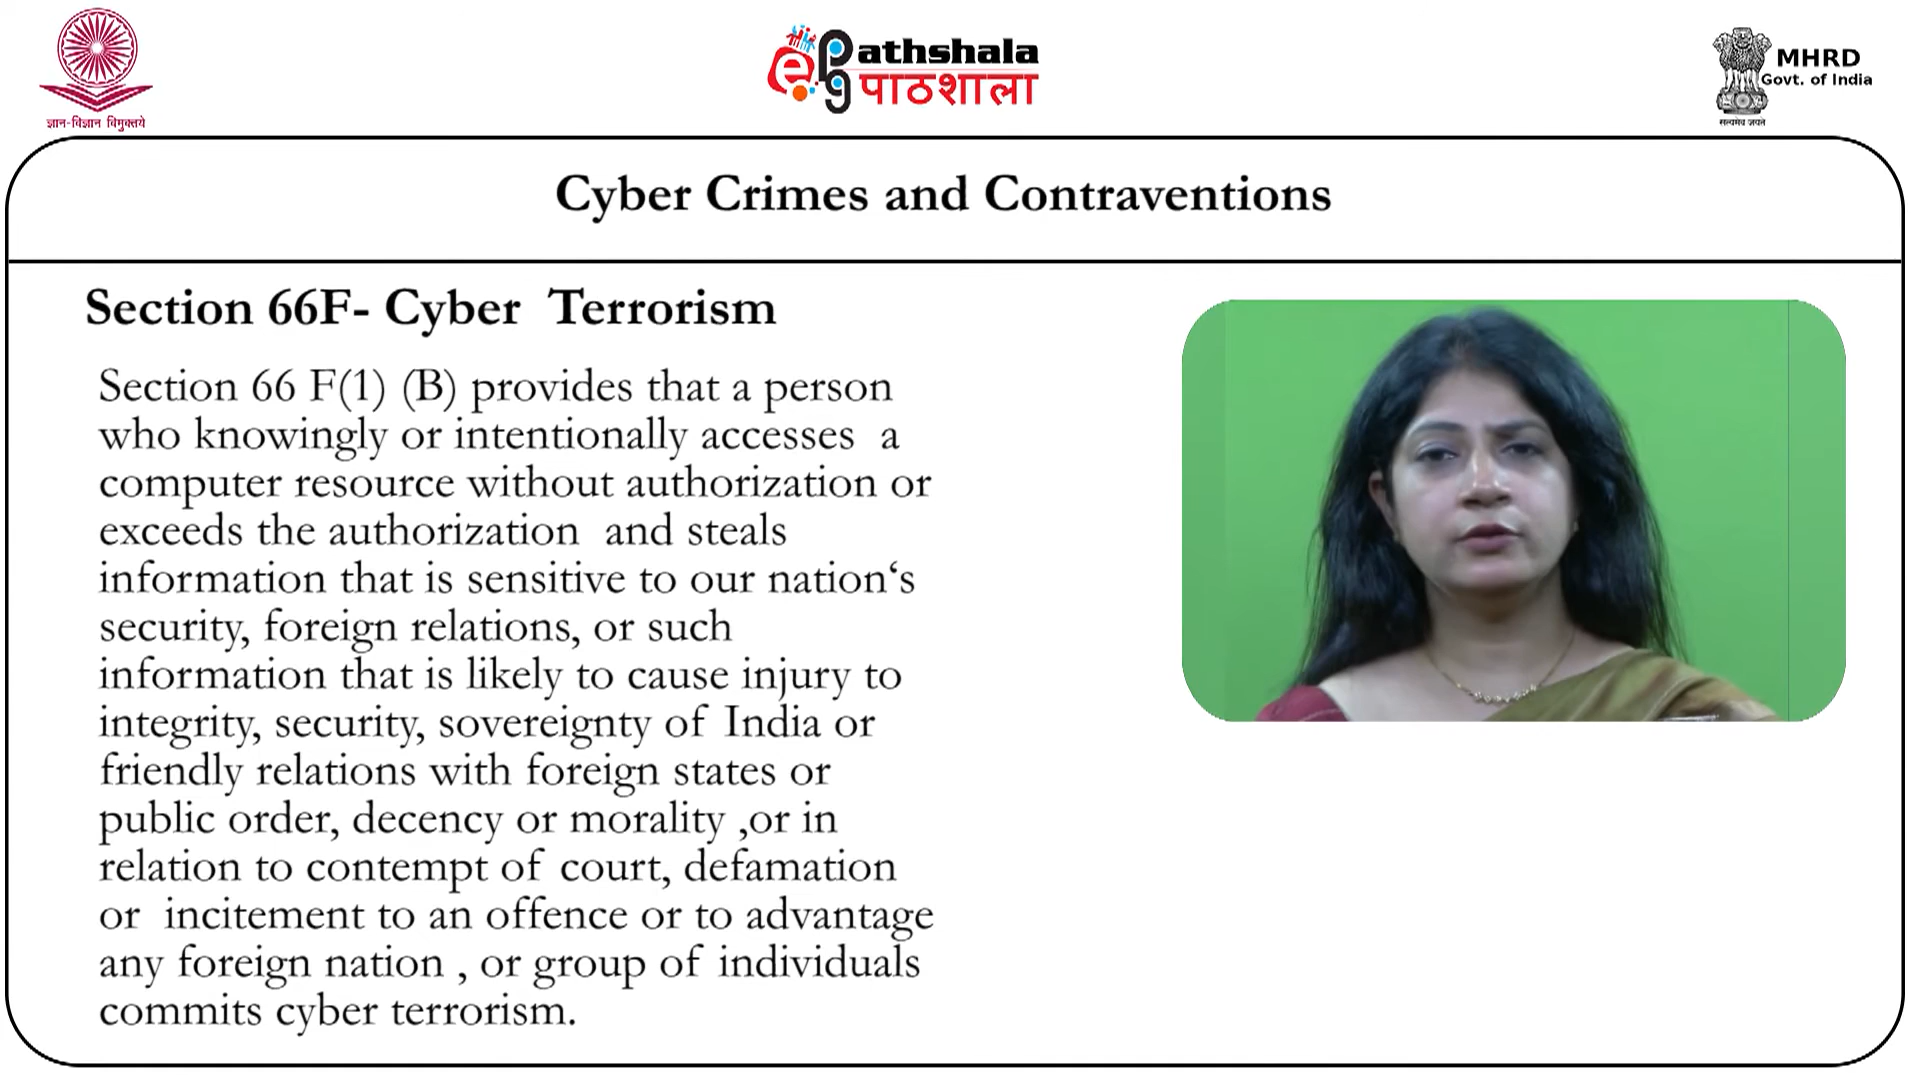 ज्ञान-विज्ञान विमुक्तये
e pg Pathshala
पाठशाला
MHRD
Govt. of India
सत्यमेव जयते
Cyber Crimes and Contraventions
Section 66F- Cyber  Terrorism
Section 66 F(1) (B) provides that a person
who knowingly or intentionally accesses  a
computer resource without authorization or
exceeds the authorization  and steals
information that is sensitive to our nation‘s
security, foreign relations, or such
information that is likely to cause injury to
integrity, security, sovereignty of India or
friendly relations with foreign states or
public order, decency or morality ,or in
relation to contempt of court, defamation
or  incitement to an offence or to advantage
any foreign nation , or group of individuals
commits cyber terrorism.